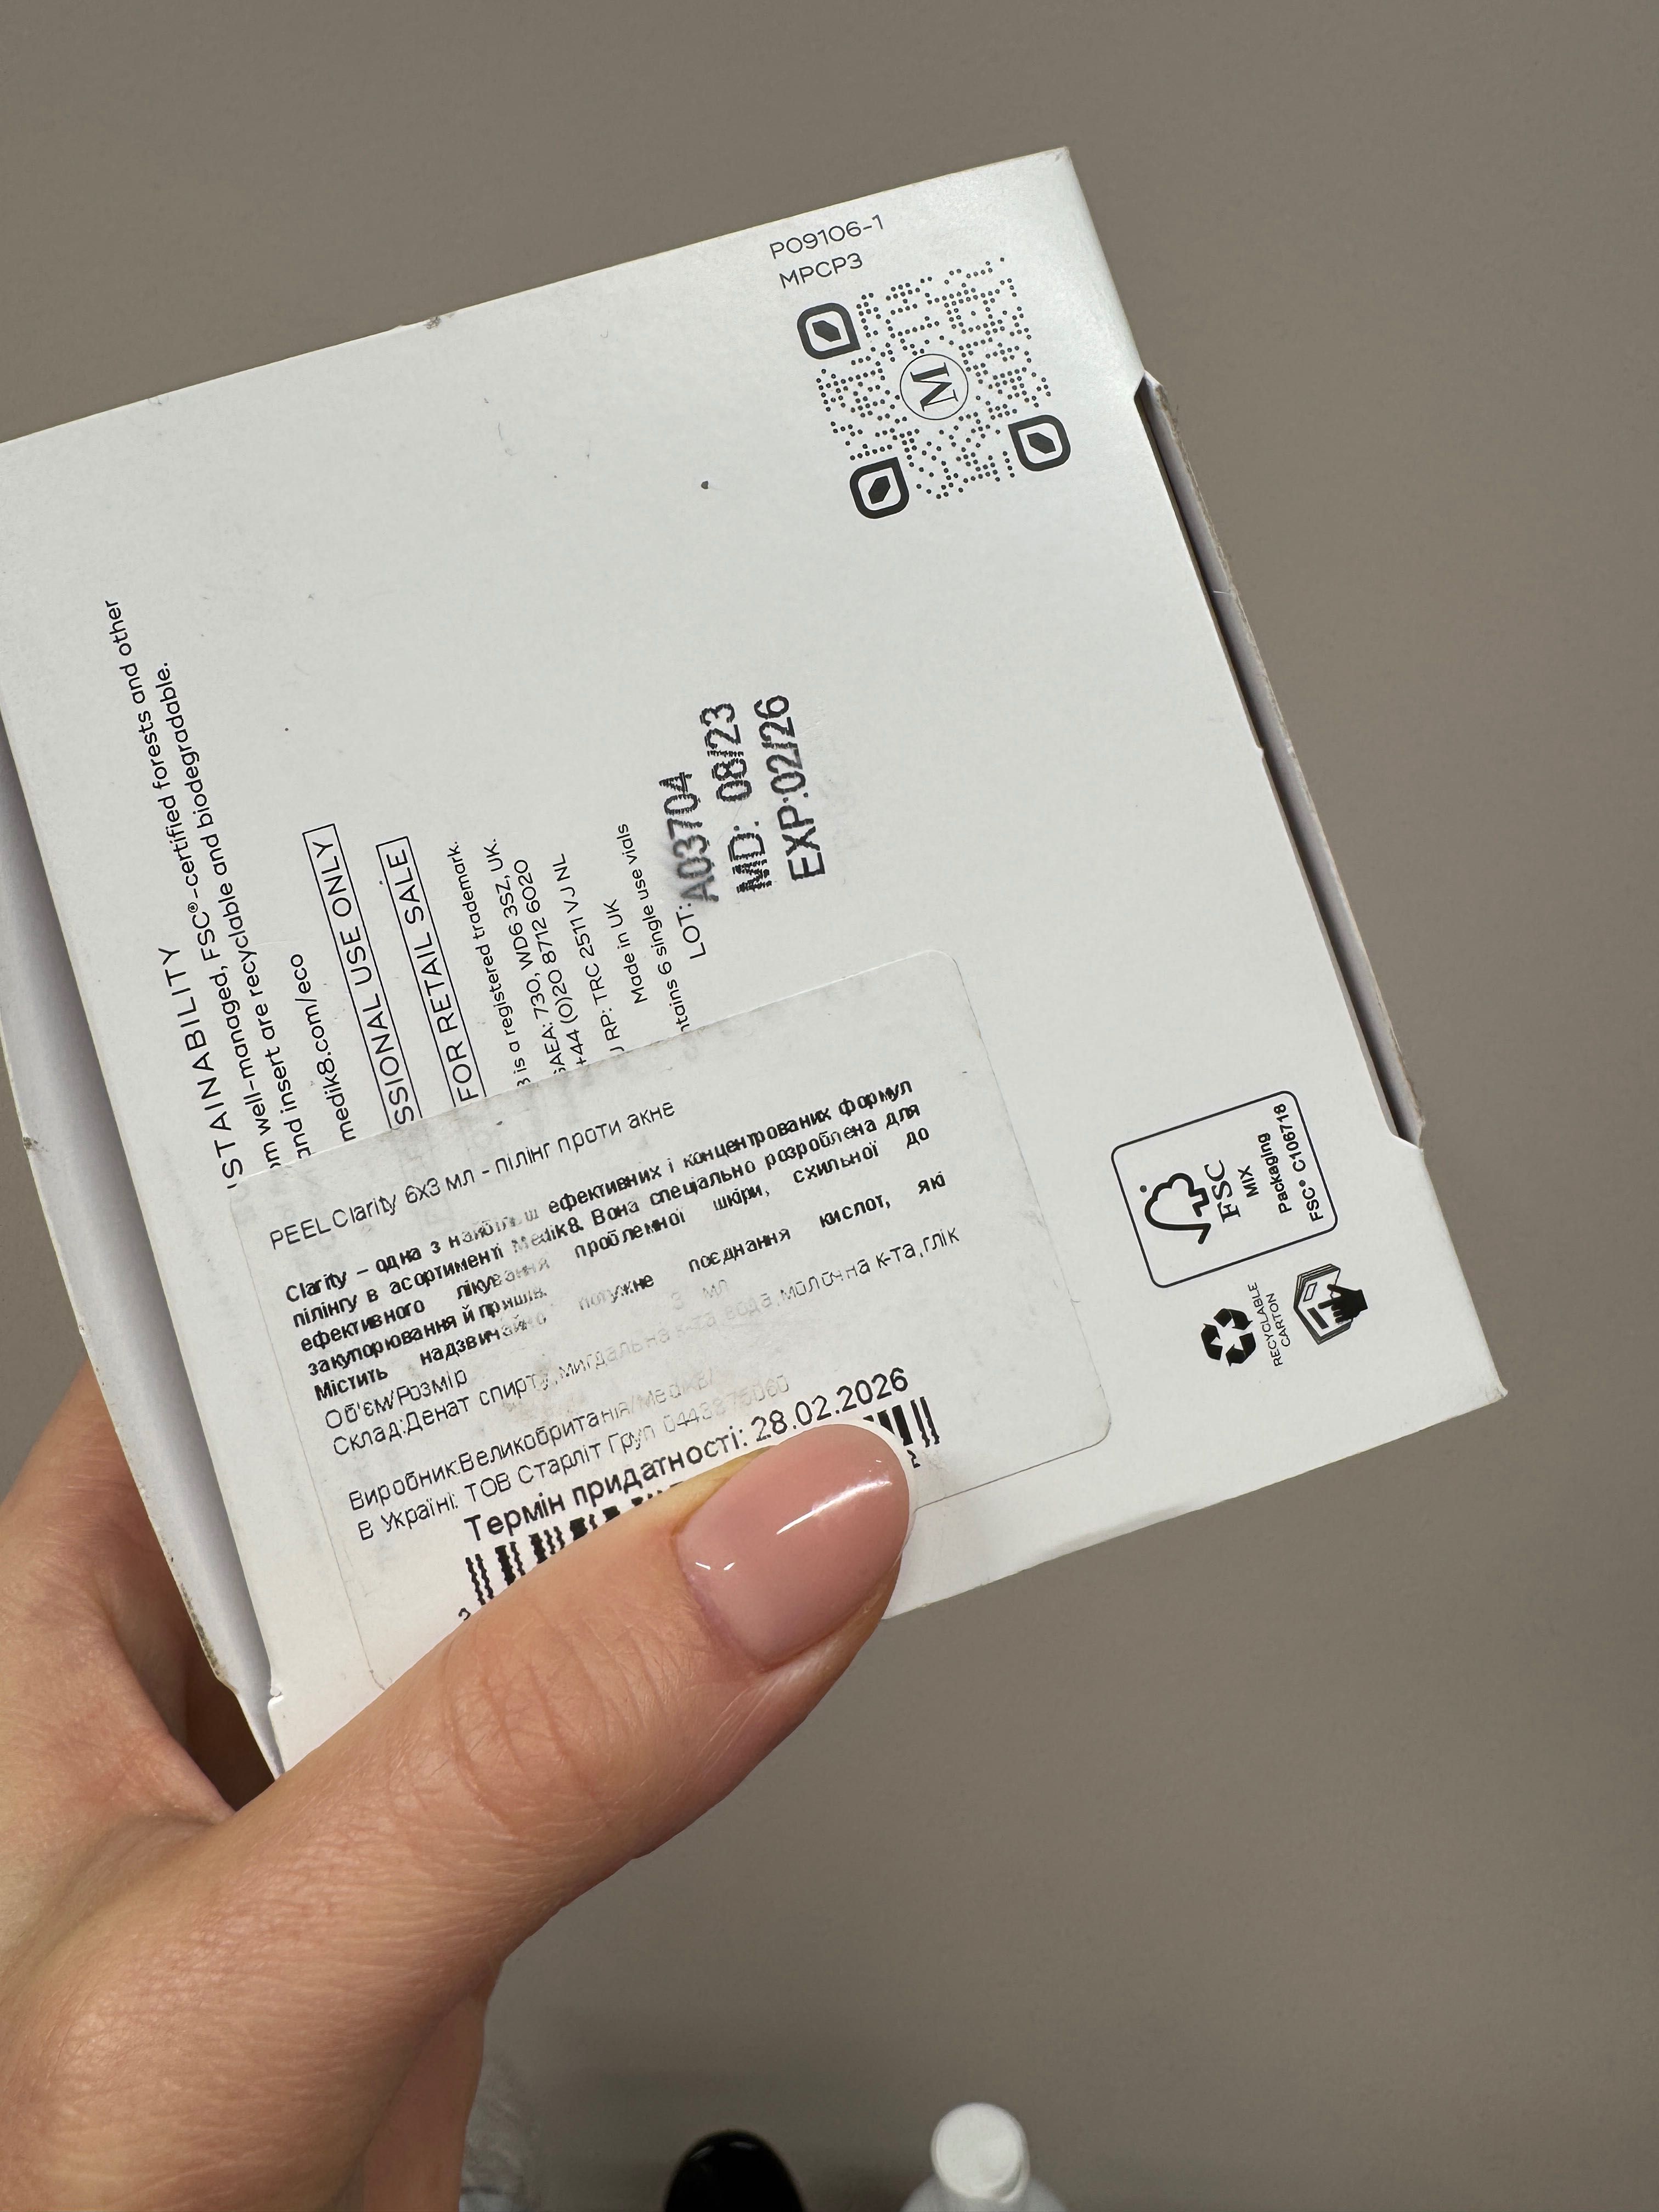 PO9106-1
MPCP3
M
STAINABILITY
om well-managed, FSC®-certified forests and other
and insert are recyclable and biodegradable.
medik8.com/eco
SSIONAL USE ONLY
FOR RETAIL SALE
is a registered trademark.
SAEA: 730, WD6 3SZ, UK.
+44 (0)20 8712 6020
RP: TRC 2511 VJ NL
Made in UK
ntains 6 single use vials
LOT: A03704
MD: 08/23
EXP:02/26
PEEL Clarity 6x3 мл - пілінг проти акне
Clarity – одна з найбільш ефективних і концентрованих формул
пілінгу в асортименті Medik8. Вона спеціально розроблена для
ефективного лікування проблемної шкіри, схильної до
закупорювання й прищів.
Містить надзвичайно потужне поєднання кислот, які
Об'єм/Розмір 3 мл
Склад:Денат спирт,мигдальна к-та,вода,молочна к-та,глік
Виробник:Великобританія/Medik8/
в Україні: ТОВ Старліт Груп 0443875060
Термін придатності: 28.02.2026
FSC
MIX
Packaging
FSC® C106718
RECYCLABLE
CARTON